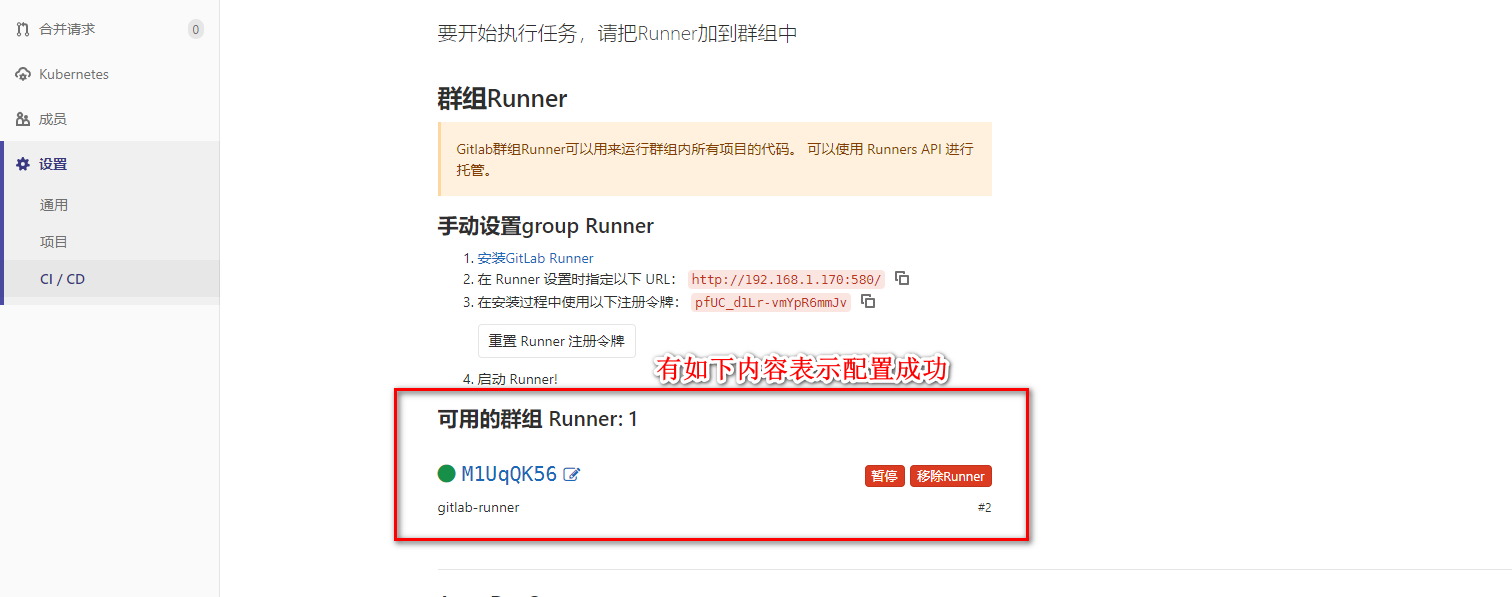 合并请求 0
Kubernetes
成员
设置
通用
项目
CI / CD
要开始执行任务，请把Runner加到群组中
群组Runner
Gitlab群组Runner可以用来运行群组内所有项目的代码。 可以使用 Runners API 进行
托管。
手动设置group Runner
1. 安装GitLab Runner
2. 在 Runner 设置时指定以下 URL： http://192.168.1.170:580/
3. 在安装过程中使用以下注册令牌： pfUC_d1Lr-vmYpR6mmJv
重置 Runner 注册令牌
有如下内容表示配置成功
4. 启动 Runner!
可用的群组 Runner: 1
M1UqQK56 暂停 移除Runner
gitlab-runner #2